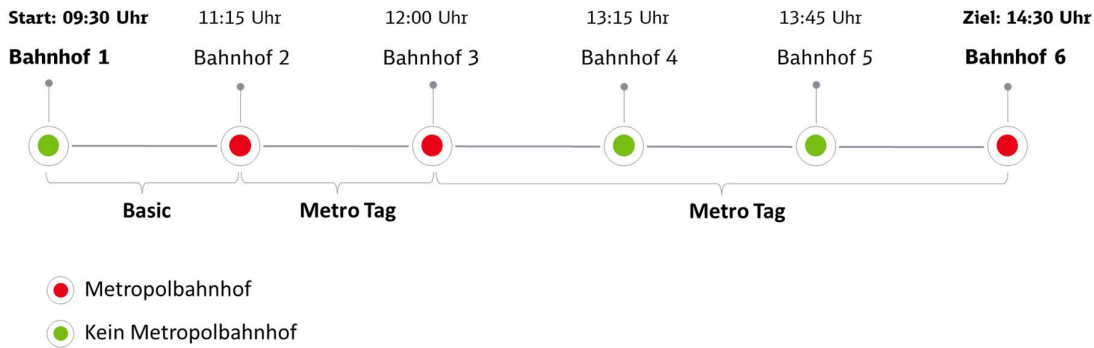 Start: 09:30 Uhr 11:15 Uhr 12:00 Uhr 13:15 Uhr 13:45 Uhr Ziel: 14:30 Uhr
Bahnhof 1 Bahnhof 2 Bahnhof 3 Bahnhof 4 Bahnhof 5 Bahnhof 6
Basic Metro Tag Metro Tag
Metropolbahnhof
Kein Metropolbahnhof